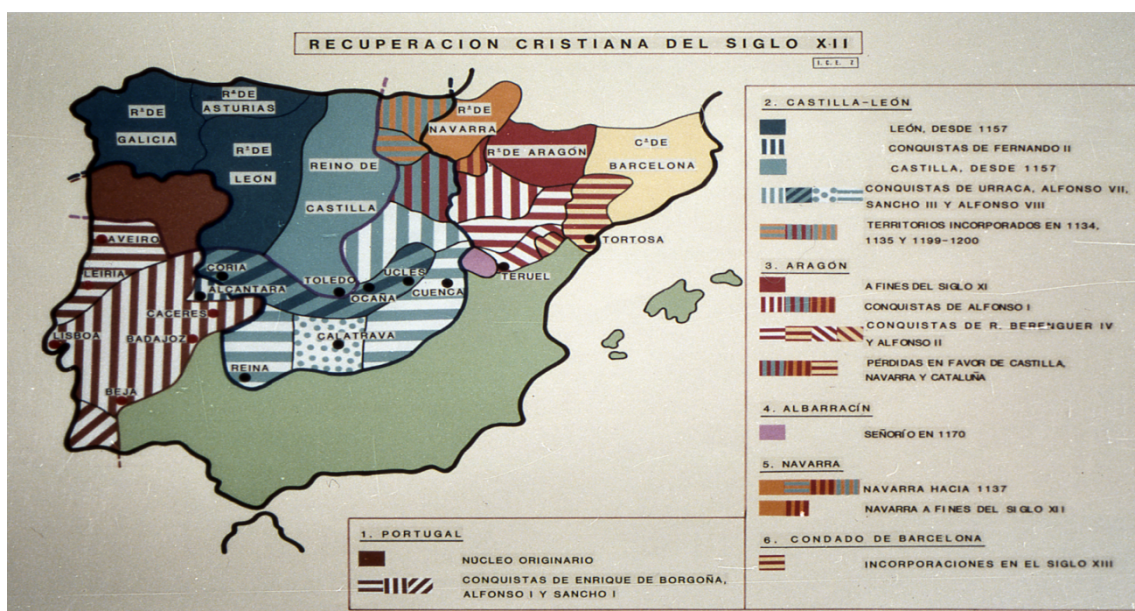 RECUPERACION CRISTIANA DEL SIGLO XII
I.C.E. Z
Rº DE
GALICIA
Rº DE
ASTURIAS
Rº DE
LEÓN
REINO DE
CASTILLA
Rº DE
NAVARRA
Rº DE ARAGÓN
Cº DE
BARCELONA
AVEIRO
LEIRIA
LISBOA
CORIA
ALCANTARA
CACERES
BADAJOZ
BEJA
TOLEDO
OCAÑA
UCLES
CUENCA
CALATRAVA
REINA
TERUEL
TORTOSA
1. PORTUGAL
NÚCLEO ORIGINARIO
CONQUISTAS DE ENRIQUE DE BORGOÑA,
ALFONSO I Y SANCHO I
2. CASTILLA-LEÓN
LEÓN, DESDE 1157
CONQUISTAS DE FERNANDO II
CASTILLA, DESDE 1157
CONQUISTAS DE URRACA, ALFONSO VII,
SANCHO III Y ALFONSO VIII
TERRITORIOS INCORPORADOS EN 1134,
1135 Y 1199-1200
3. ARAGÓN
A FINES DEL SIGLO XI
CONQUISTAS DE ALFONSO I
CONQUISTAS DE R. BERENGUER IV
Y ALFONSO II
PÉRDIDAS EN FAVOR DE CASTILLA,
NAVARRA Y CATALUÑA
4. ALBARRACÍN
SEÑORÍO EN 1170
5. NAVARRA
NAVARRA HACIA 1137
NAVARRA A FINES DEL SIGLO XII
6. CONDADO DE BARCELONA
INCORPORACIONES EN EL SIGLO XIII